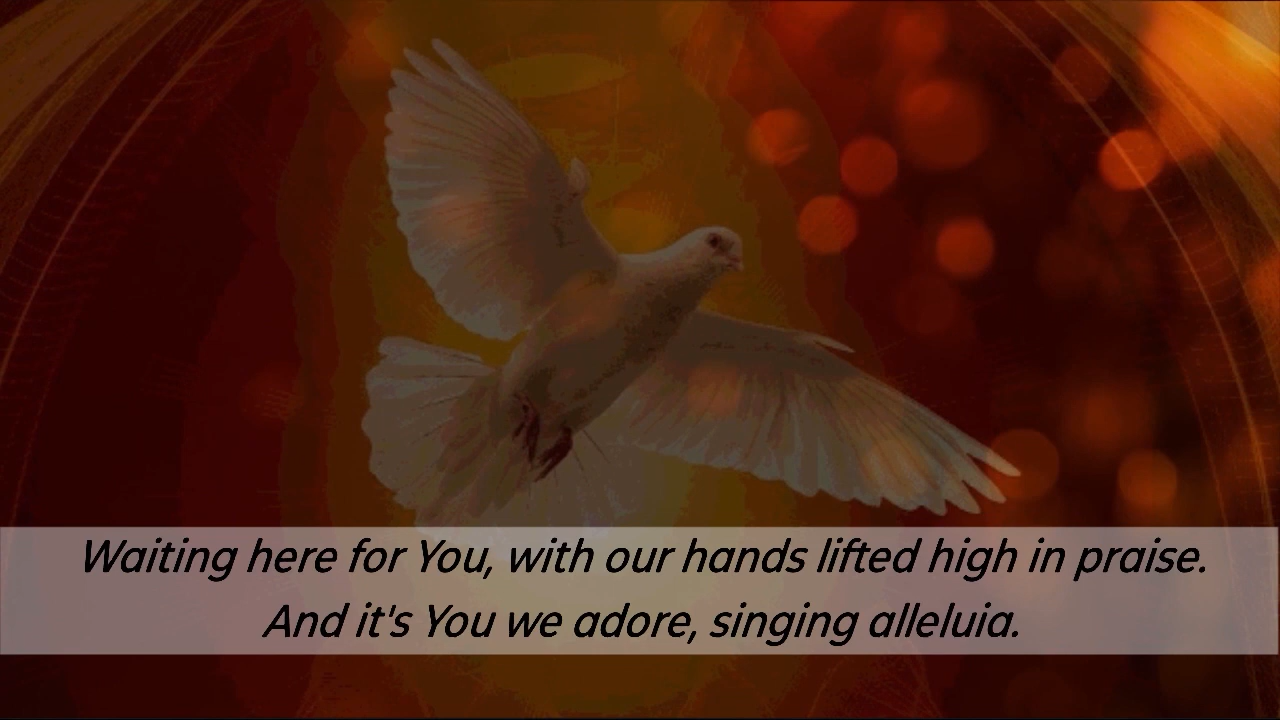 Waiting here for You, with our hands lifted high in praise.
And it's You we adore, singing alleluia.